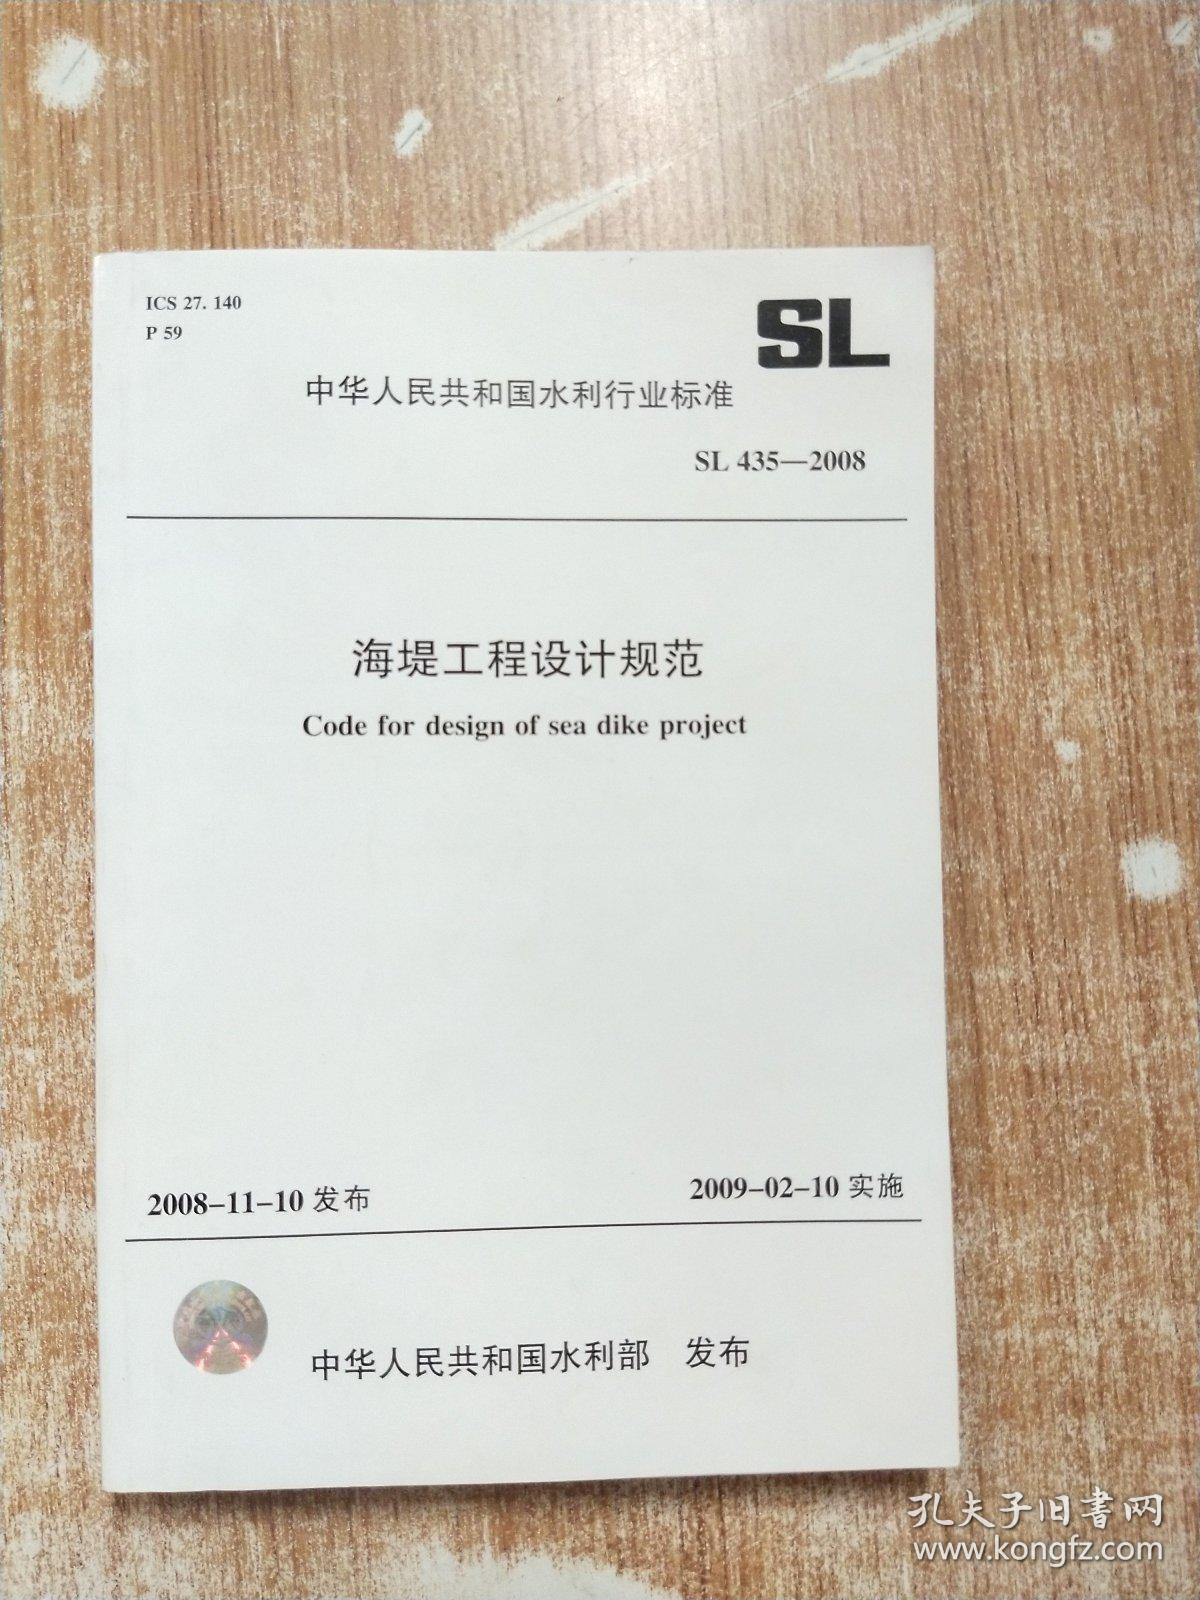 ICS 27. 140
P 59
SL
中华人民共和国水利行业标准
SL 435—2008
海堤工程设计规范
Code for design of sea dike project
2008-11-10 发布
2009-02-10 实施
中华人民共和国水利部 发布
孔夫子旧書网
www.kongfz.com